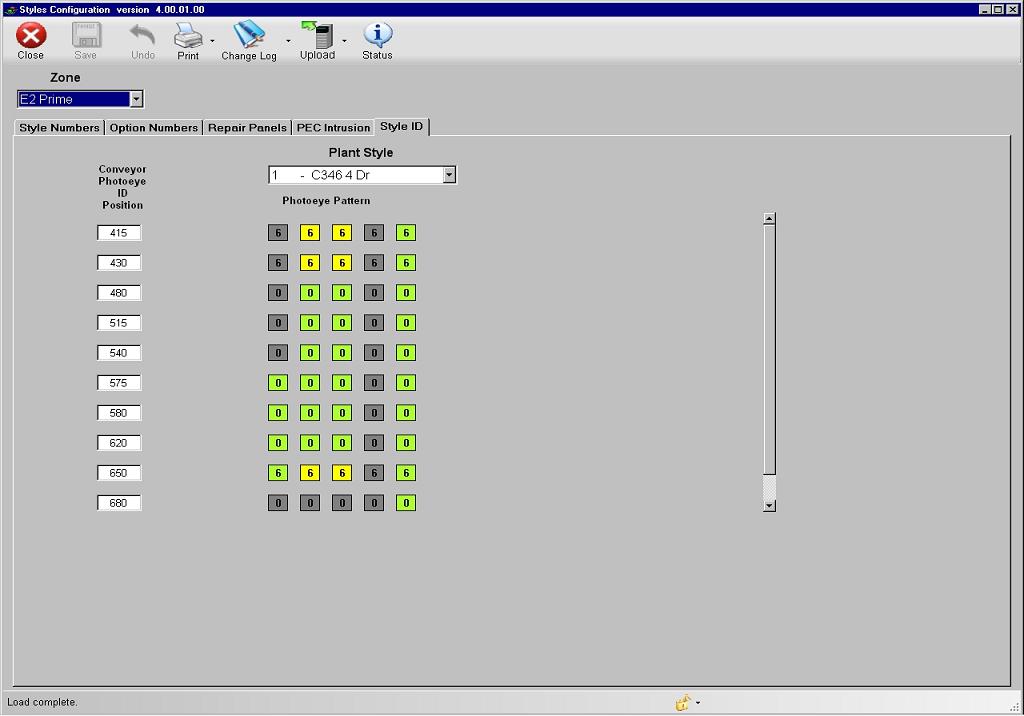 Styles Configuration version 4.00.01.00
Close Save Undo Print Change Log Upload Status
Zone
E2 Prime
Style Numbers Option Numbers Repair Panels PEC Intrusion Style ID
Plant Style
1 - C346 4 Dr
Conveyor
Photoeye
ID
Position
Photoeye Pattern
415 6 6 6 6 6
430 6 6 6 6 6
480 0 0 0 0 0
515 0 0 0 0 0
540 0 0 0 0 0
575 0 0 0 0 0
580 0 0 0 0 0
620 0 0 0 0 0
650 6 6 6 6 6
680 0 0 0 0 0
Load complete.